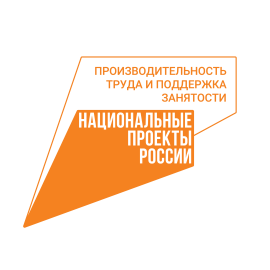 ПРОИЗВОДИТЕЛЬНОСТЬ
ТРУДА И ПОДДЕРЖКА
ЗАНЯТОСТИ
НАЦИОНАЛЬНЫЕ
ПРОЕКТЫ
РОССИИ